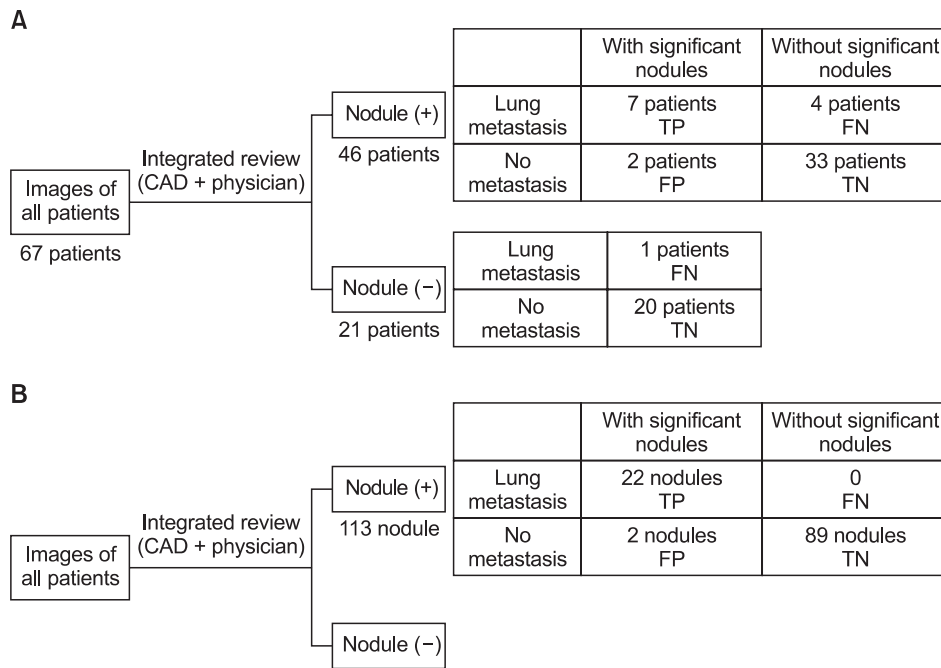 A
Images of
all patients
67 patients
Integrated review
(CAD + physician)
Nodule (+)
46 patients
With significant
nodules
Without significant
nodules
Lung
metastasis
7 patients
TP
4 patients
FN
No
metastasis
2 patients
FP
33 patients
TN
Nodule (−)
21 patients
Lung
metastasis
1 patients
FN
No
metastasis
20 patients
TN
B
Images of
all patients
Integrated review
(CAD + physician)
Nodule (+)
113 nodule
With significant
nodules
Without significant
nodules
Lung
metastasis
22 nodules
TP
0
FN
No
metastasis
2 nodules
FP
89 nodules
TN
Nodule (−)